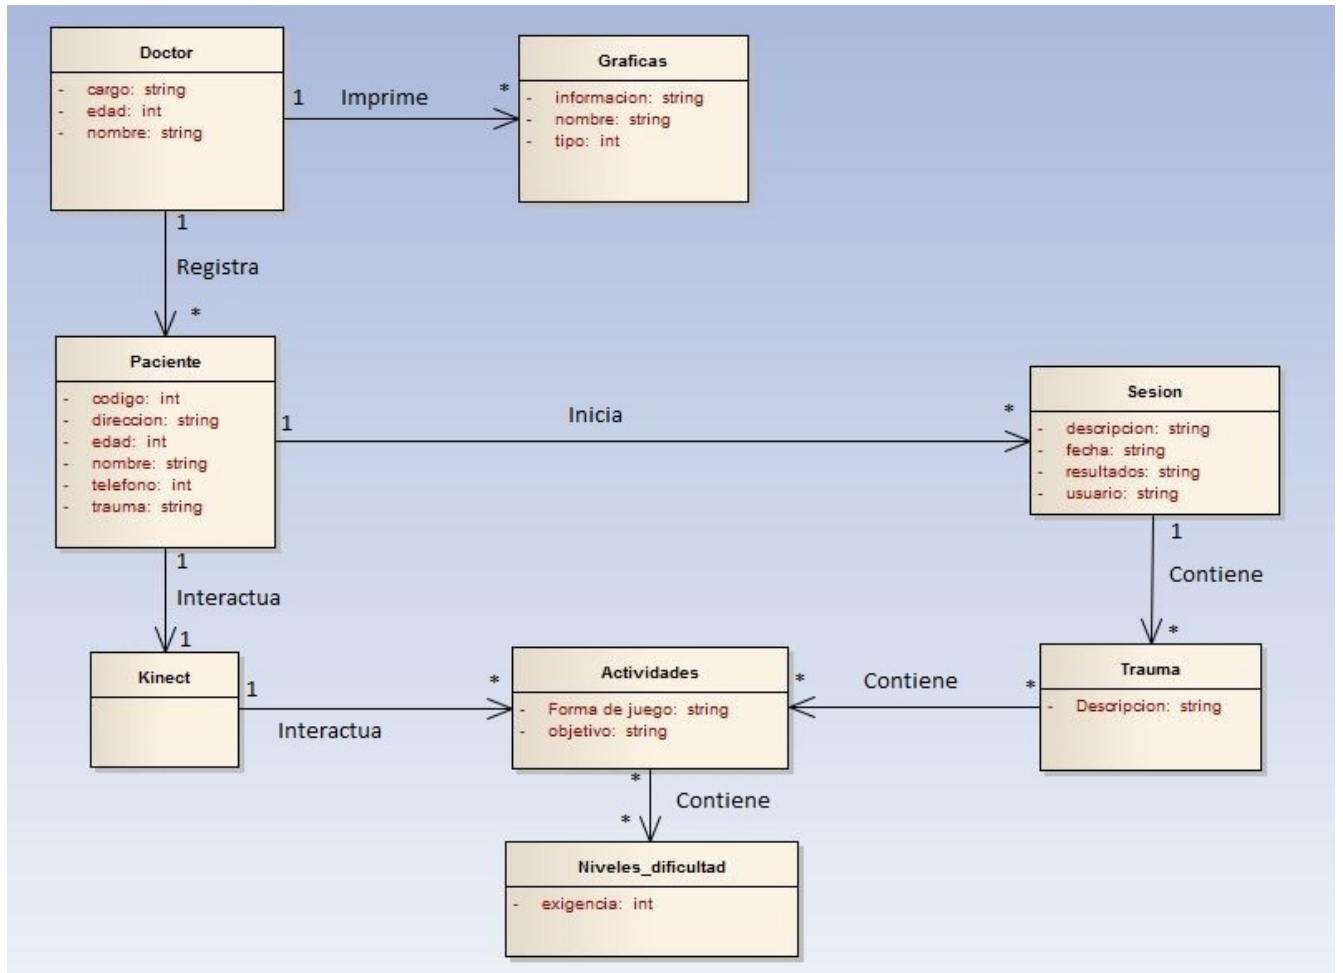 Doctor
- cargo: string
- edad: int
- nombre: string
1 Imprime *
Graficas
- informacion: string
- nombre: string
- tipo: int
1
Registra
*
Paciente
- codigo: int
- direccion: string
- edad: int
- nombre: string
- telefono: int
- trauma: string
1 Inicia *
Sesion
- descripcion: string
- fecha: string
- resultados: string
- usuario: string
1
Contiene
*
1
Interactua
1
Kinect
1 Interactua *
Actividades
- Forma de juego: string
- objetivo: string
* Contiene *
Trauma
- Descripcion: string
*
Contiene
*
Niveles_dificultad
- exigencia: int